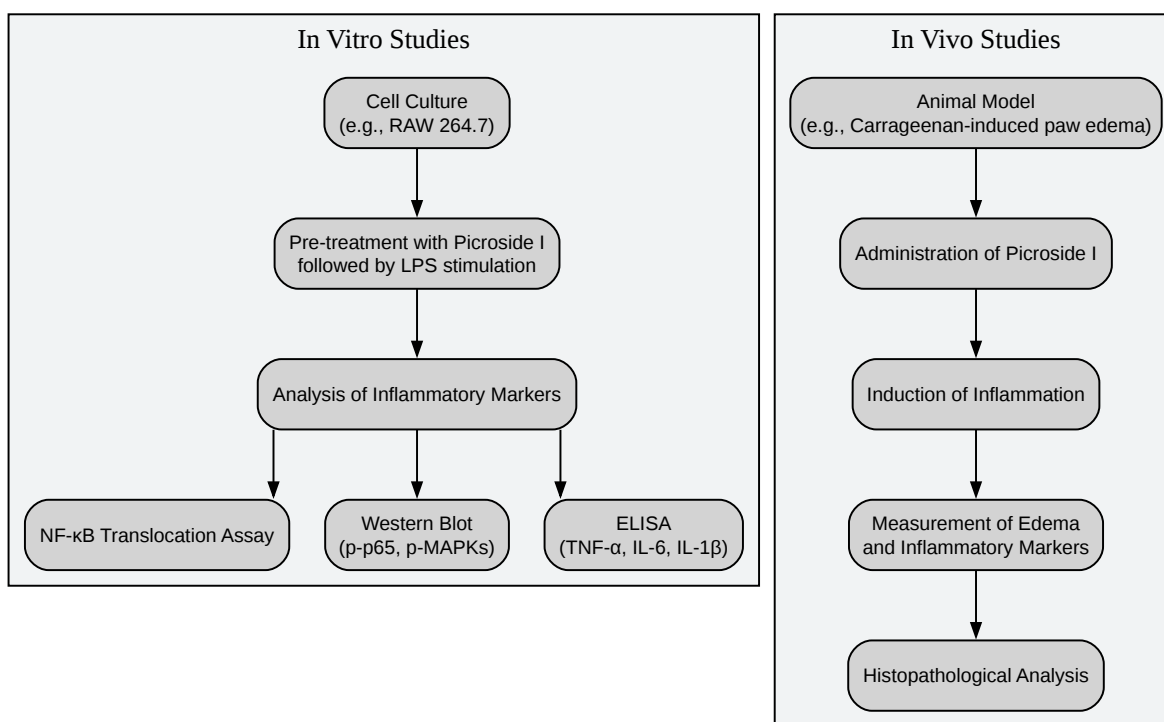 In Vitro Studies
Cell Culture
(e.g., RAW 264.7)
Pre-treatment with Picroside I
followed by LPS stimulation
Analysis of Inflammatory Markers
NF-κB Translocation Assay
Western Blot
(p-p65, p-MAPKs)
ELISA
(TNF-α, IL-6, IL-1β)
In Vivo Studies
Animal Model
(e.g., Carrageenan-induced paw edema)
Administration of Picroside I
Induction of Inflammation
Measurement of Edema
and Inflammatory Markers
Histopathological Analysis